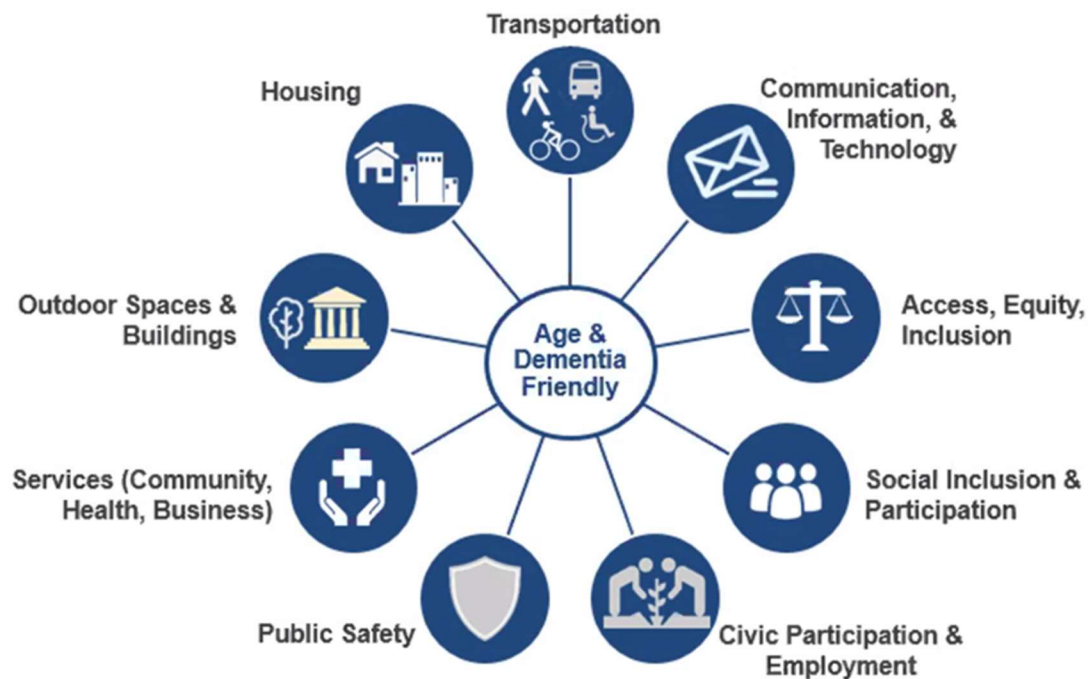 Transportation
Housing
Communication,
Information, &
Technology
Outdoor Spaces &
Buildings
Age &
Dementia
Friendly
Access, Equity,
Inclusion
Services (Community,
Health, Business)
Social Inclusion &
Participation
Public Safety
Civic Participation &
Employment